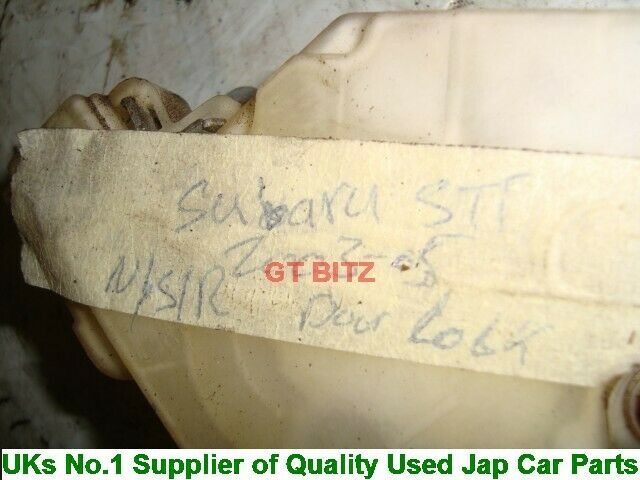 Subaru STI
2003-05
GT BITZ
N/S/R Door Lock
UKs No.1 Supplier of Quality Used Jap Car Parts